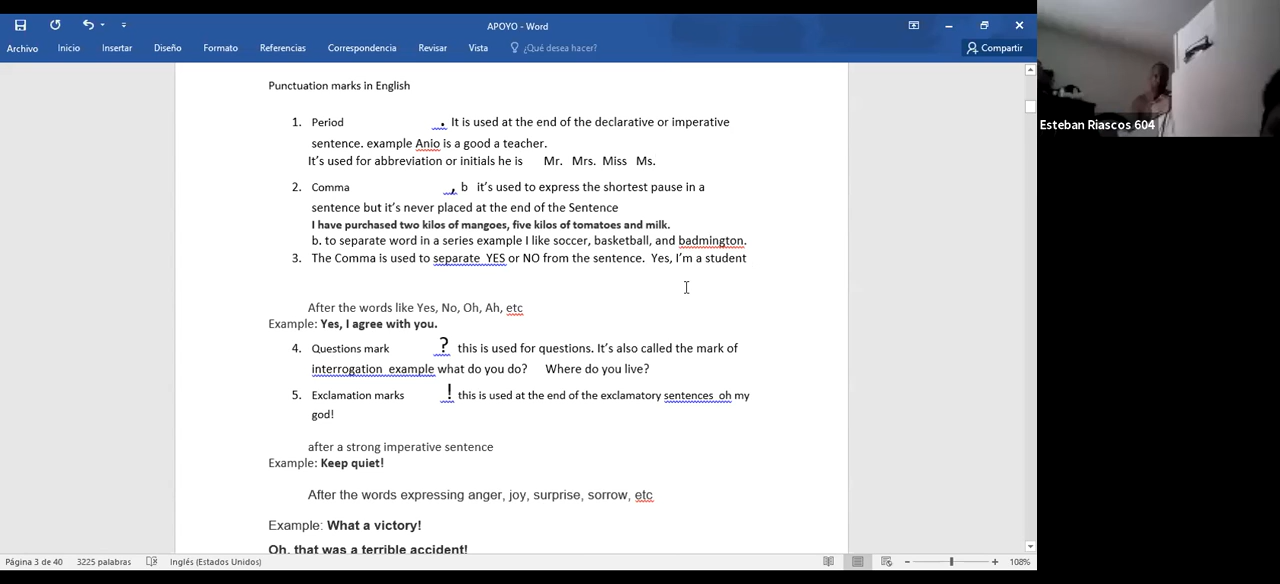 APOYO - Word
Archivo Inicio Insertar Diseño Formato Referencias Correspondencia Revisar Vista ¿Qué desea hacer? Compartir
Punctuation marks in English
1. Period . It is used at the end of the declarative or imperative
sentence. example Anio is a good a teacher.
It's used for abbreviation or initials he is Mr. Mrs. Miss Ms.
2. Comma , b it's used to express the shortest pause in a
sentence but it's never placed at the end of the Sentence
I have purchased two kilos of mangoes, five kilos of tomatoes and milk.
b. to separate word in a series example I like soccer, basketball, and badmington.
3. The Comma is used to separate YES or NO from the sentence. Yes, I'm a student
After the words like Yes, No, Oh, Ah, etc
Example: Yes, I agree with you.
4. Questions mark ? this is used for questions. It's also called the mark of
interrogation example what do you do? Where do you live?
5. Exclamation marks ! this is used at the end of the exclamatory sentences oh my
god!
after a strong imperative sentence
Example: Keep quiet!
After the words expressing anger, joy, surprise, sorrow, etc
Example: What a victory!
Oh, that was a terrible accident!
Página 3 de 40 3225 palabras Inglés (Estados Unidos) 108%
Esteban Riascos 604